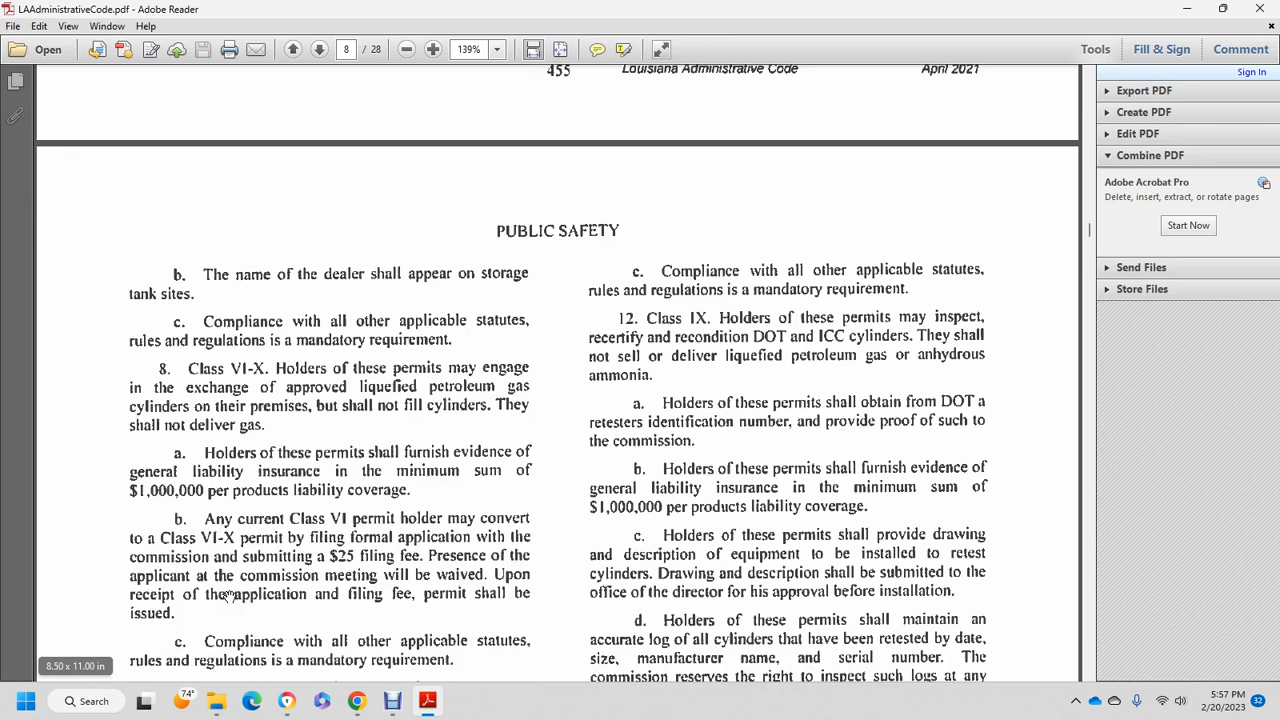 LAAdministrativeCode.pdf - Adobe Reader
File Edit View Window Help
Open 8 / 28 139% Tools Fill & Sign Comment
Sign In
Export PDF
Create PDF
Edit PDF
Combine PDF
Adobe Acrobat Pro
Delete, insert, extract, or rotate pages
Start Now
Send Files
Store Files
455 Louisiana Administrative Code April 2021
PUBLIC SAFETY
b. The name of the dealer shall appear on storage
tank sites.
c. Compliance with all other applicable statutes,
rules and regulations is a mandatory requirement.
8. Class VI-X. Holders of these permits may engage
in the exchange of approved liquefied petroleum gas
cylinders on their premises, but shall not fill cylinders. They
shall not deliver gas.
a. Holders of these permits shall furnish evidence of
general liability insurance in the minimum sum of
$1,000,000 per products liability coverage.
b. Any current Class VI permit holder may convert
to a Class VI-X permit by filing formal application with the
commission and submitting a $25 filing fee. Presence of the
applicant at the commission meeting will be waived. Upon
receipt of the application and filing fee, permit shall be
issued.
c. Compliance with all other applicable statutes,
rules and regulations is a mandatory requirement.
c. Compliance with all other applicable statutes,
rules and regulations is a mandatory requirement.
12. Class IX. Holders of these permits may inspect,
recertify and recondition DOT and ICC cylinders. They shall
not sell or deliver liquefied petroleum gas or anhydrous
ammonia.
a. Holders of these permits shall obtain from DOT a
retesters identification number, and provide proof of such to
the commission.
b. Holders of these permits shall furnish evidence of
general liability insurance in the minimum sum of
$1,000,000 per products liability coverage.
c. Holders of these permits shall provide drawing
and description of equipment to be installed to retest
cylinders. Drawing and description shall be submitted to the
office of the director for his approval before installation.
d. Holders of these permits shall maintain an
accurate log of all cylinders that have been retested by date,
size, manufacturer name, and serial number. The
commission reserves the right to inspect such logs at any
8.50 x 11.00 in
Search
74°
5:57 PM
2/20/2023
32